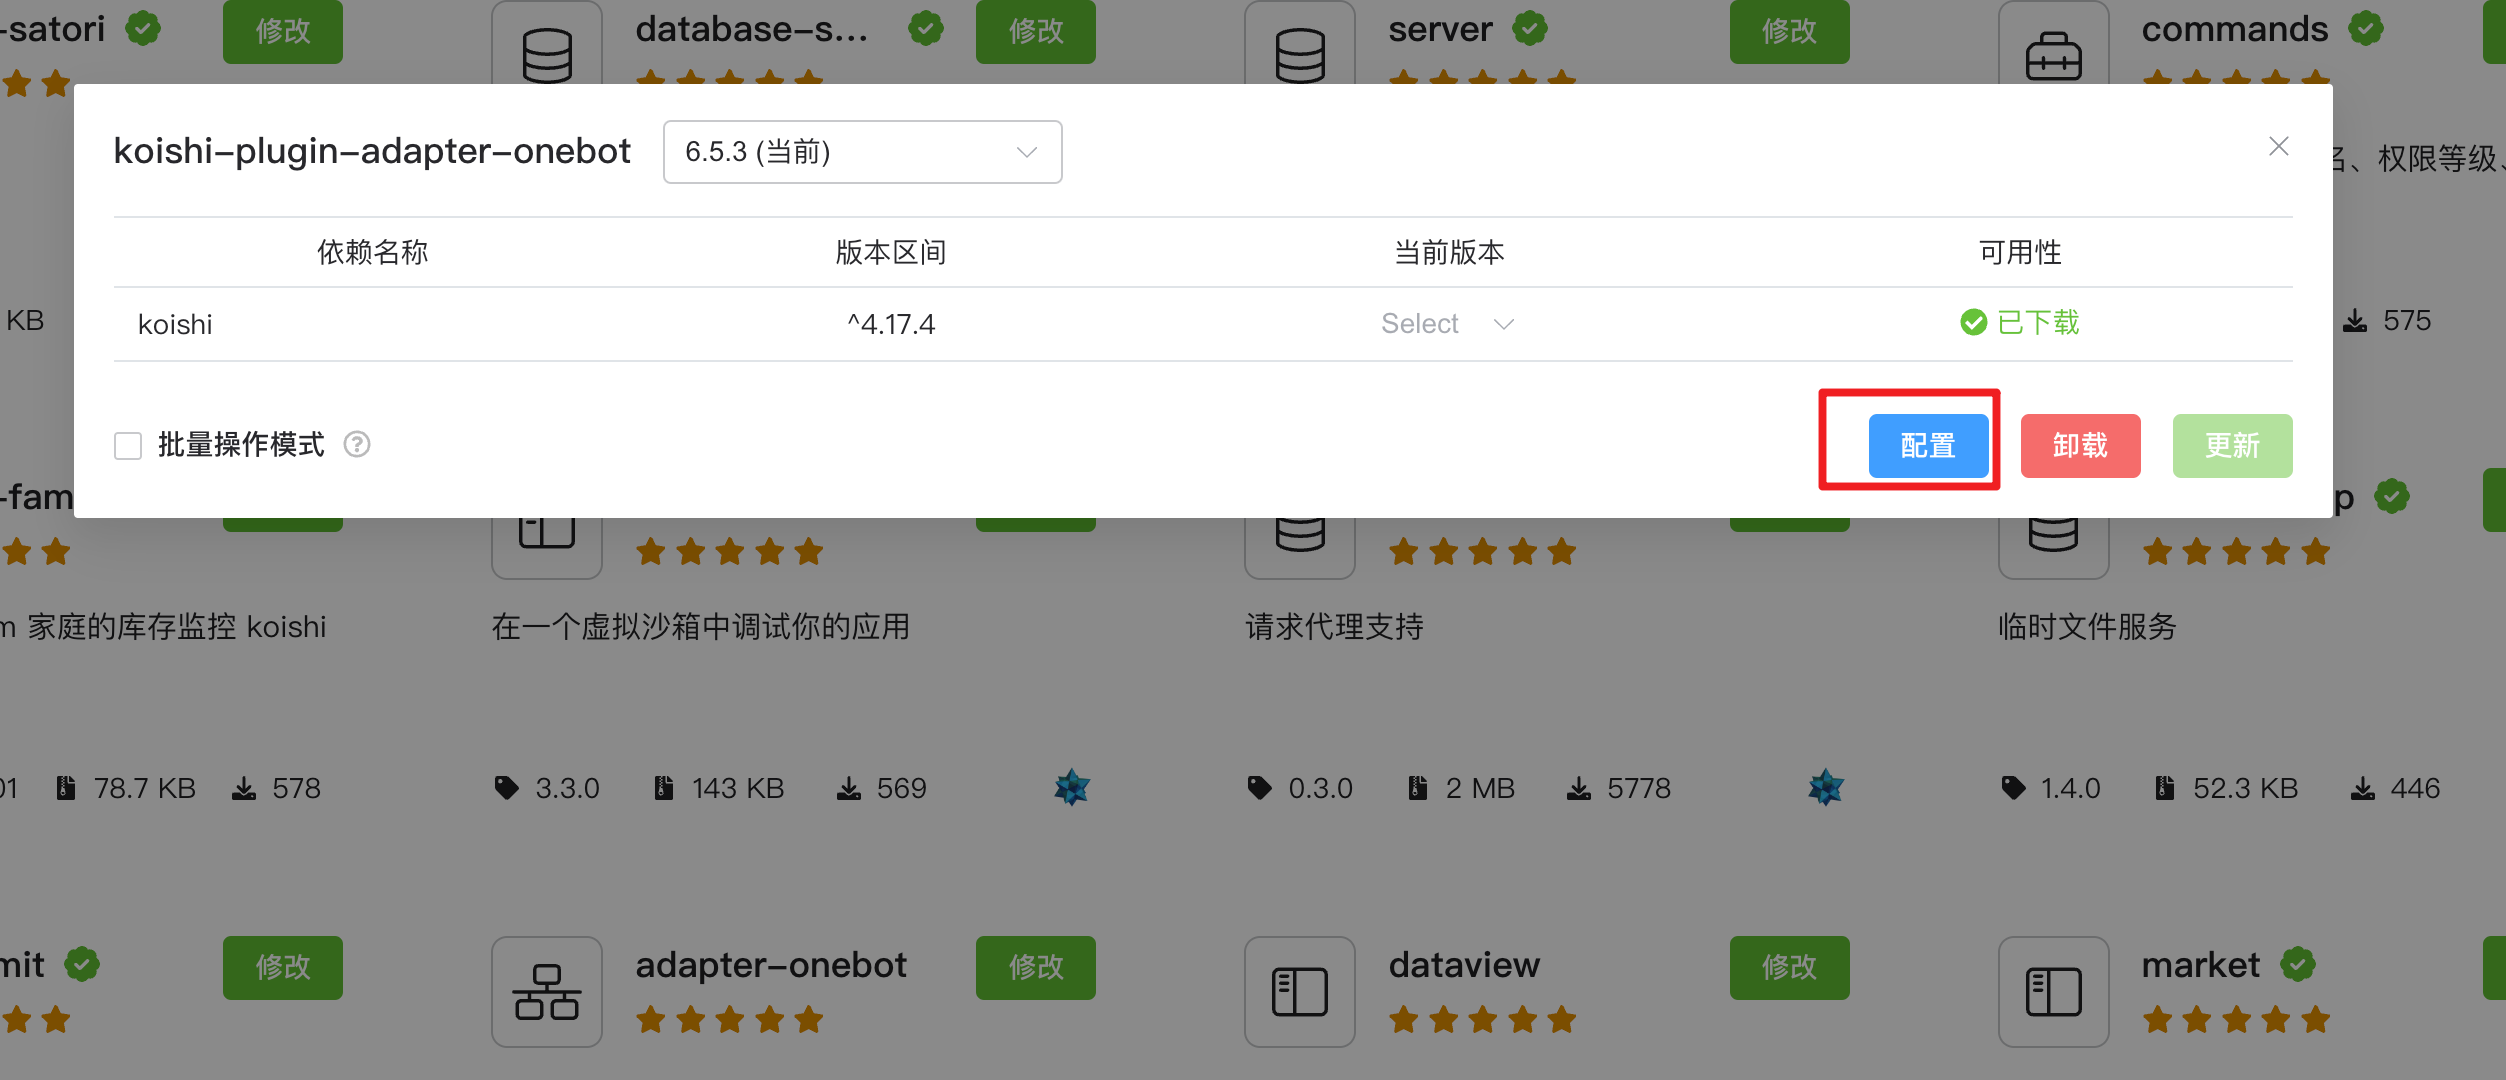 -satori 修改 database-s... 修改 server 修改 commands
koishi-plugin-adapter-onebot 6.5.3 (当前)
、权限等级、
依赖名称 版本区间 当前版本 可用性
koishi ^4.17.4 Select 已下载
KB 575
批量操作模式 配置 卸载 更新
-fam p
m 家庭的库存监控 koishi 在一个虚拟沙箱中调试你的应用 请求代理支持 临时文件服务
01 78.7 KB 578 3.3.0 143 KB 569 0.3.0 2 MB 5778 1.4.0 52.3 KB 446
mit 修改 adapter-onebot 修改 dataview 修改 market